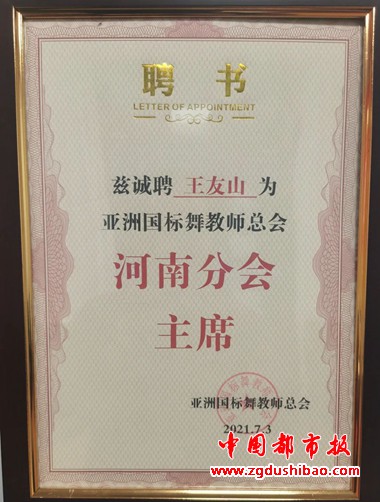 聘 书
LETTER OF APPOINTMENT
兹诚聘 王友山 为
亚洲国标舞教师总会
河南分会
主席
亚洲国标舞教师总会
2021.7.3
中国都市报
www.zgdushibao.com